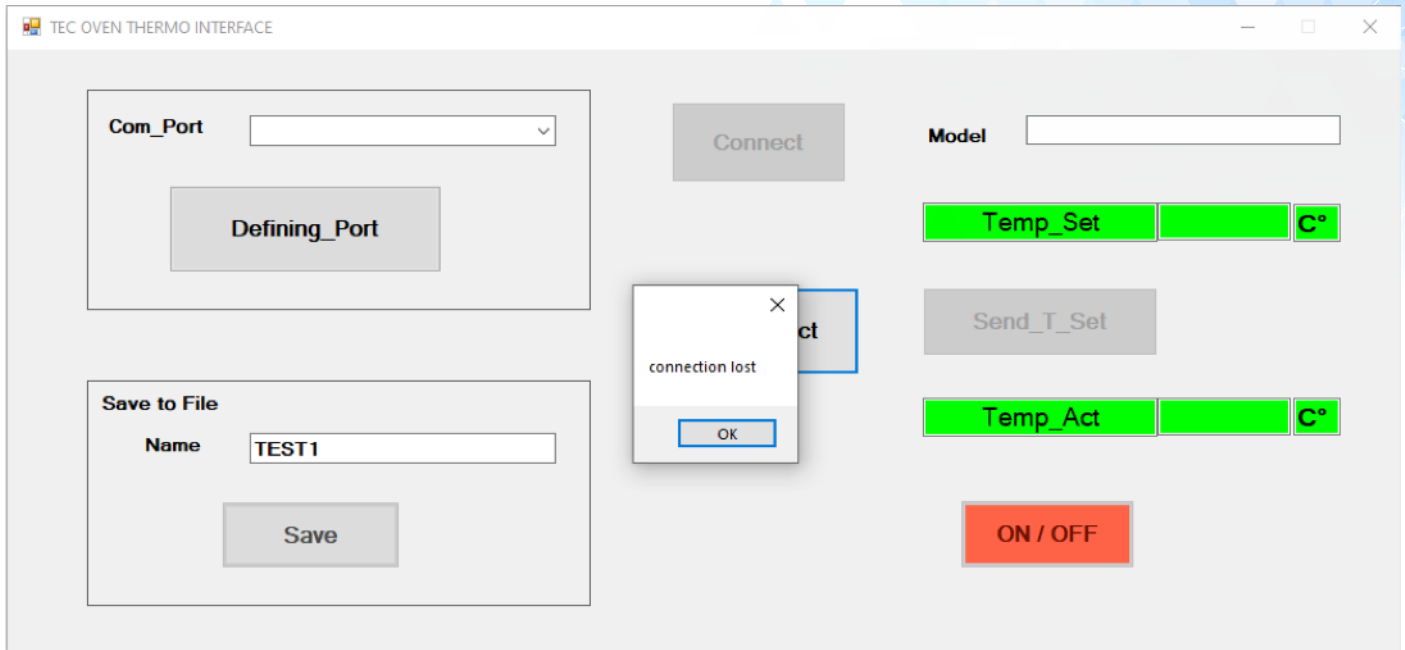 TEC OVEN THERMO INTERFACE
Com_Port
Defining_Port
Connect
Model
Temp_Set
C°
Send_T_Set
ct
connection lost
OK
Temp_Act
C°
ON / OFF
Save to File
Name
TEST1
Save